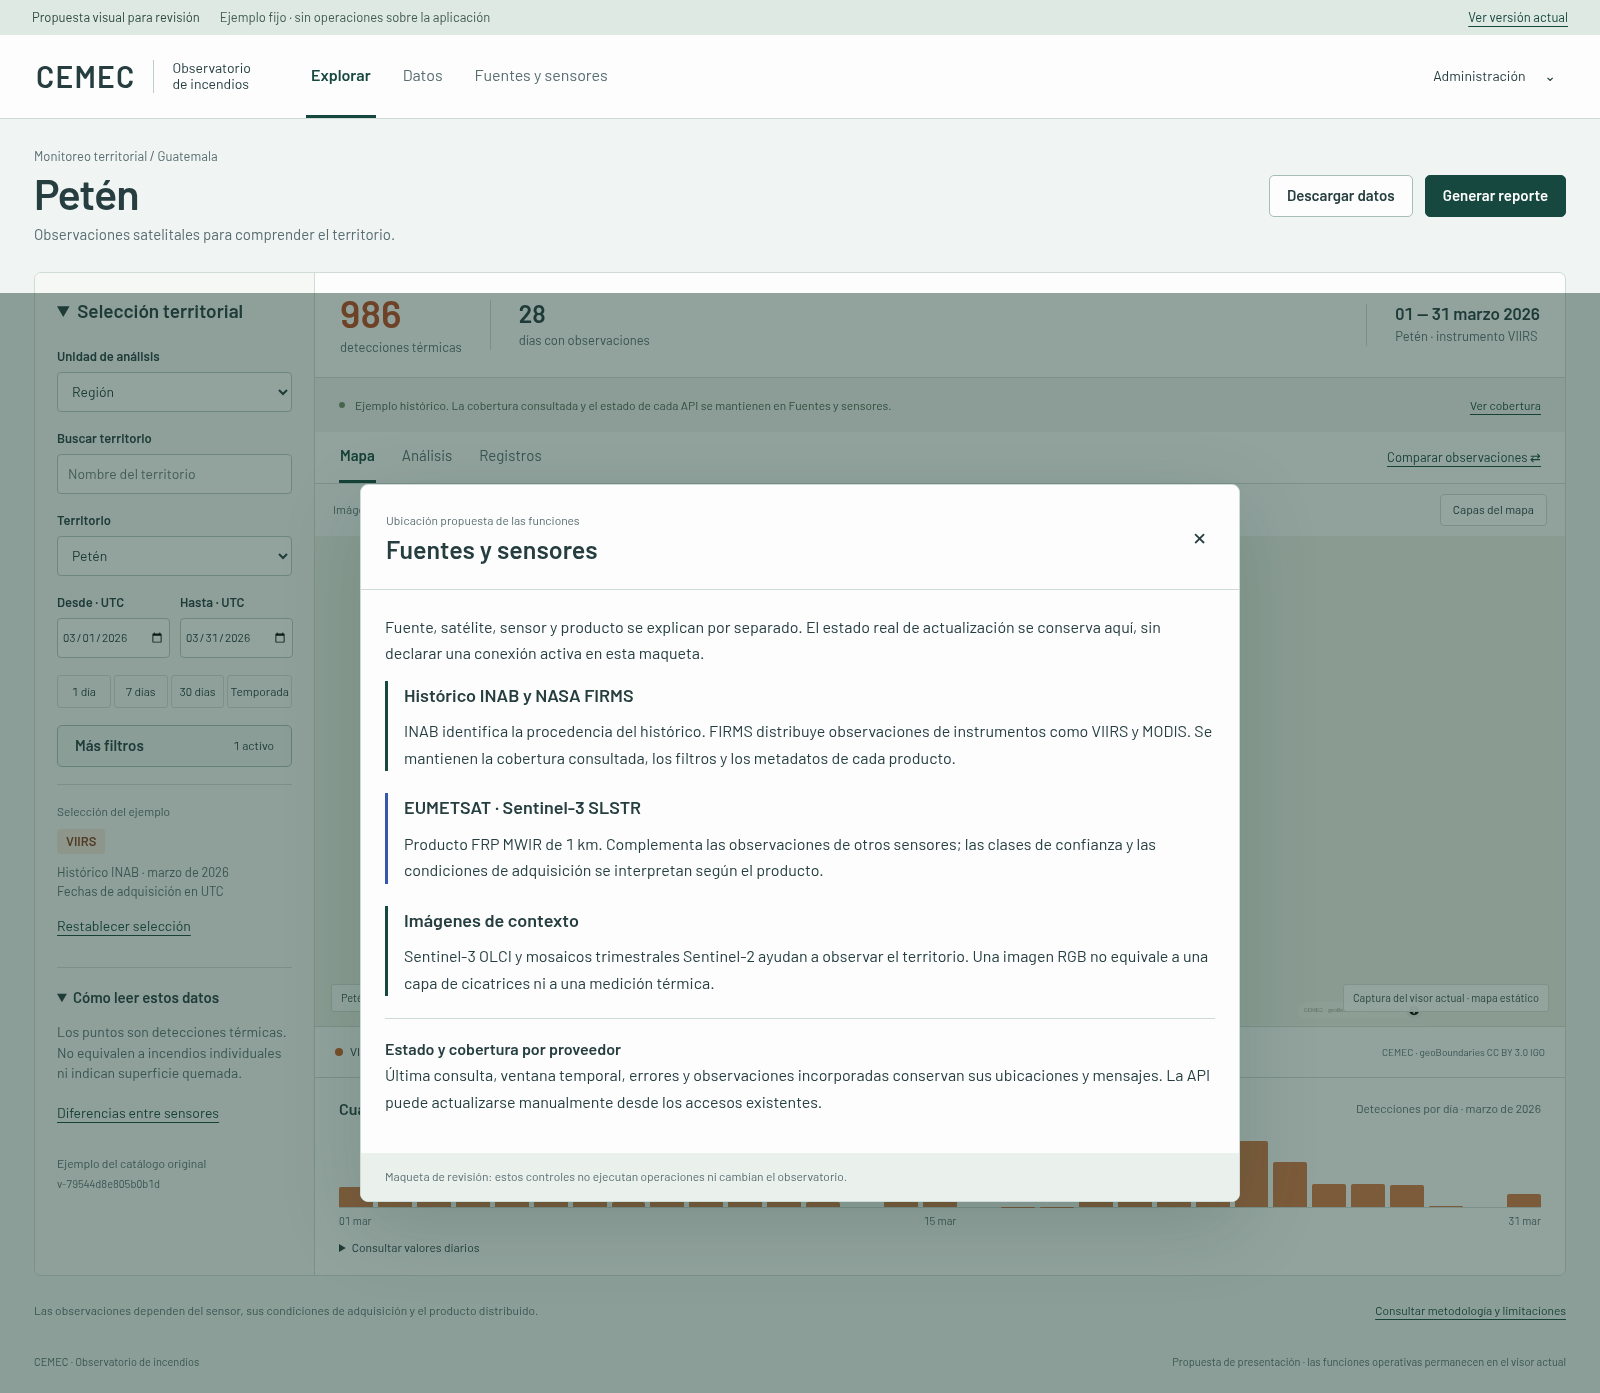 Propuesta visual para revisión
Ejemplo fijo · sin operaciones sobre la aplicación
Ver versión actual
CEMEC
Observatorio
de incendios
Explorar
Datos
Fuentes y sensores
Administración
Monitoreo territorial / Guatemala
Petén
Observaciones satelitales para comprender el territorio.
Descargar datos
Generar reporte
▼ Selección territorial
Unidad de análisis
Región
Buscar territorio
Nombre del territorio
Territorio
Petén
Desde · UTC
Hasta · UTC
03/01/2026
03/31/2026
1 día
7 días
30 días
Temporada
Más filtros
1 activo
Selección del ejemplo
VIIRS
Histórico INAB · marzo de 2026
Fechas de adquisición en UTC
Restablecer selección
▼ Cómo leer estos datos
Los puntos son detecciones térmicas.
No equivalen a incendios individuales
ni indican superficie quemada.
Diferencias entre sensores
Ejemplo del catálogo original
v-79544d8e805b0b1d
986
detecciones térmicas
28
días con observaciones
01 — 31 marzo 2026
Petén · instrumento VIIRS
Ejemplo histórico. La cobertura consultada y el estado de cada API se mantienen en Fuentes y sensores.
Ver cobertura
Mapa
Análisis
Registros
Comparar observaciones ⇄
Capas del mapa
Ubicación propuesta de las funciones
Fuentes y sensores
×
Fuente, satélite, sensor y producto se explican por separado. El estado real de actualización se conserva aquí, sin
declarar una conexión activa en esta maqueta.
Histórico INAB y NASA FIRMS
INAB identifica la procedencia del histórico. FIRMS distribuye observaciones de instrumentos como VIIRS y MODIS. Se
mantienen la cobertura consultada, los filtros y los metadatos de cada producto.
EUMETSAT · Sentinel-3 SLSTR
Producto FRP MWIR de 1 km. Complementa las observaciones de otros sensores; las clases de confianza y las
condiciones de adquisición se interpretan según el producto.
Imágenes de contexto
Sentinel-3 OLCI y mosaicos trimestrales Sentinel-2 ayudan a observar el territorio. Una imagen RGB no equivale a una
capa de cicatrices ni a una medición térmica.
Estado y cobertura por proveedor
Última consulta, ventana temporal, errores y observaciones incorporadas conservan sus ubicaciones y mensajes. La API
puede actualizarse manualmente desde los accesos existentes.
Maqueta de revisión: estos controles no ejecutan operaciones ni cambian el observatorio.
Captura del visor actual · mapa estático
CEMEC · geoBoundaries CC BY 3.0 IGO
Detecciones por día · marzo de 2026
01 mar
15 mar
31 mar
▶ Consultar valores diarios
Las observaciones dependen del sensor, sus condiciones de adquisición y el producto distribuido.
Consultar metodología y limitaciones
CEMEC · Observatorio de incendios
Propuesta de presentación · las funciones operativas permanecen en el visor actual